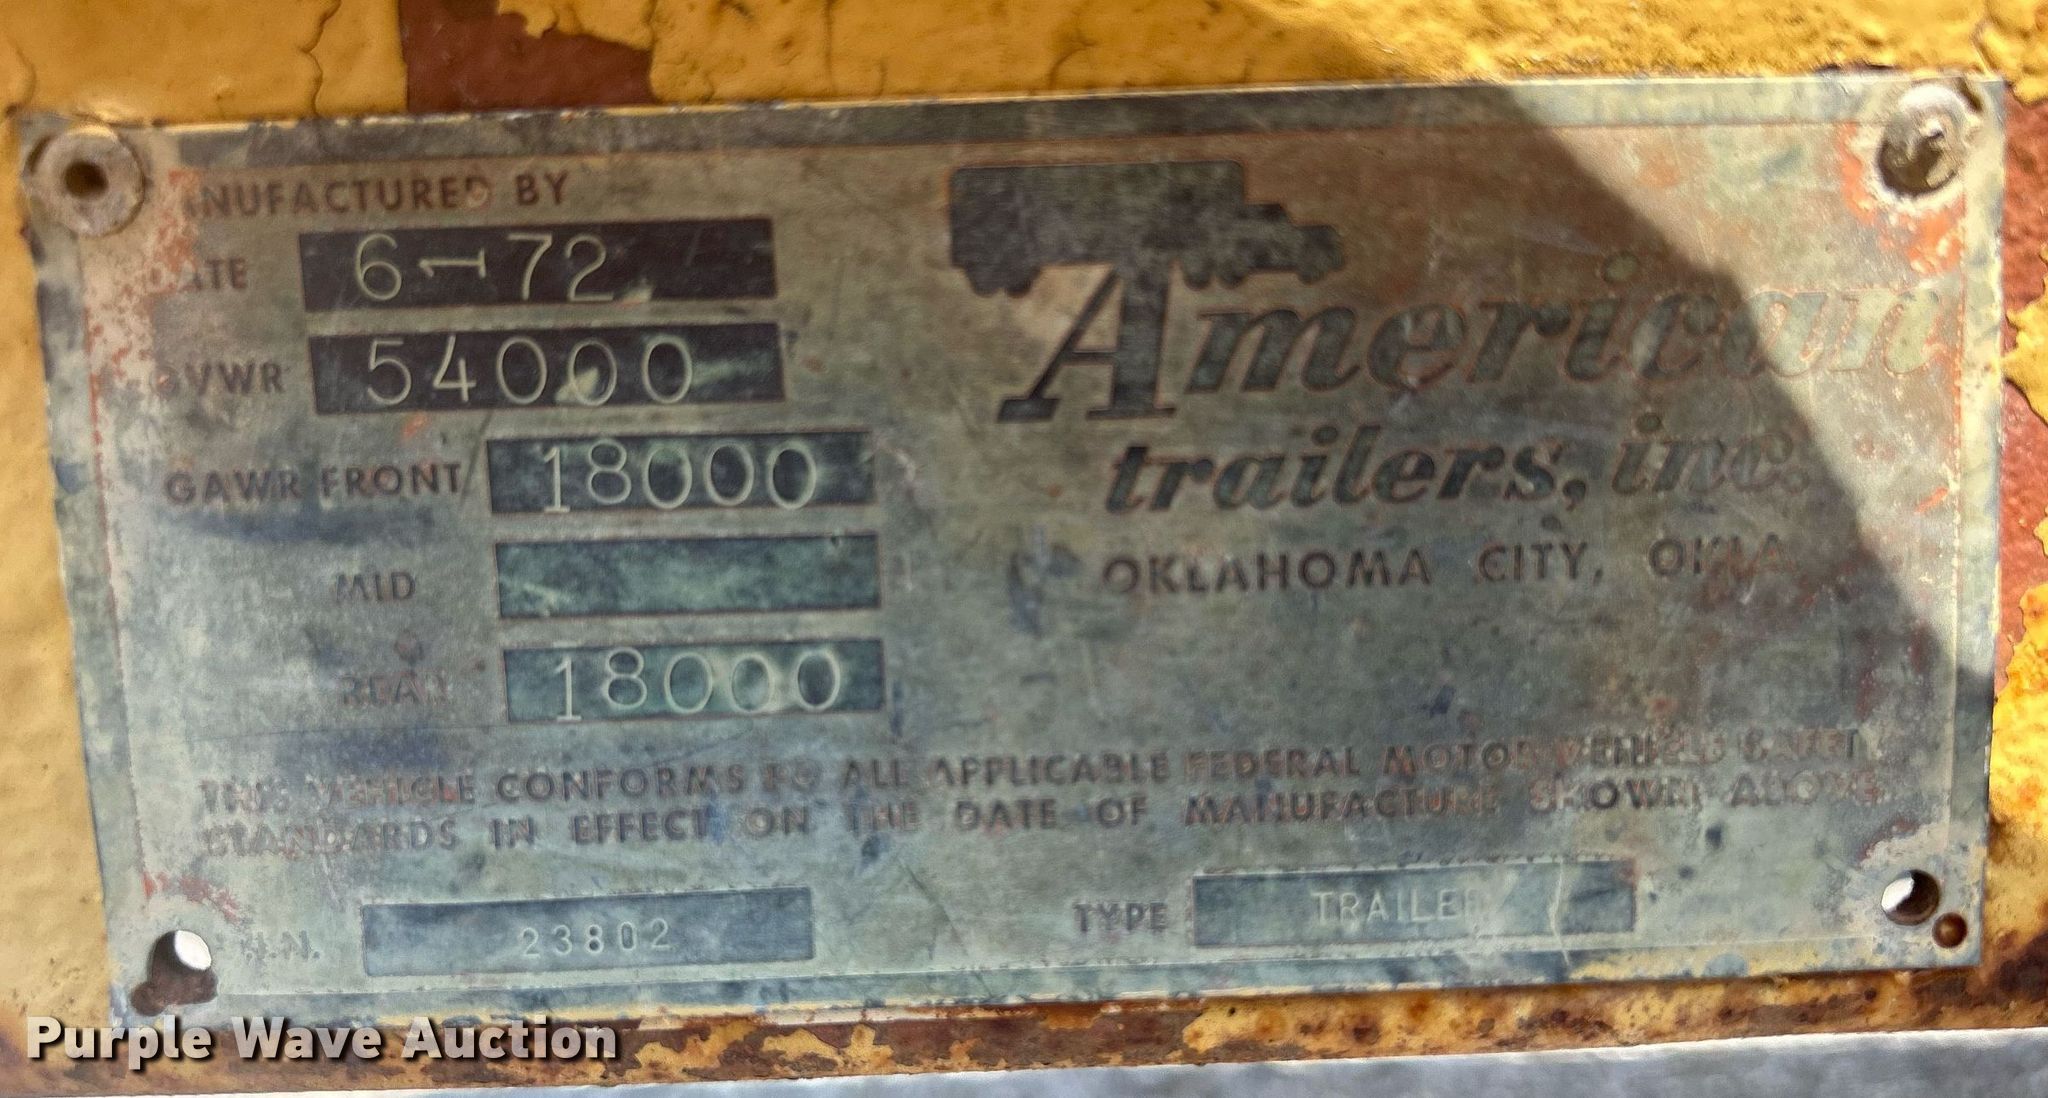 MANUFACTURED BY
DATE 6-72
GVWR 54000
GAWR FRONT 18000
MID
REAR 18000
American
trailers, inc.
OKLAHOMA CITY, OKLA
THIS VEHICLE CONFORMS TO ALL APPLICABLE FEDERAL MOTOR VEHICLE SAFETY
STANDARDS IN EFFECT ON THE DATE OF MANUFACTURE SHOWN ABOVE
V.I.N. 23802
TYPE TRAILER
Purple Wave Auction